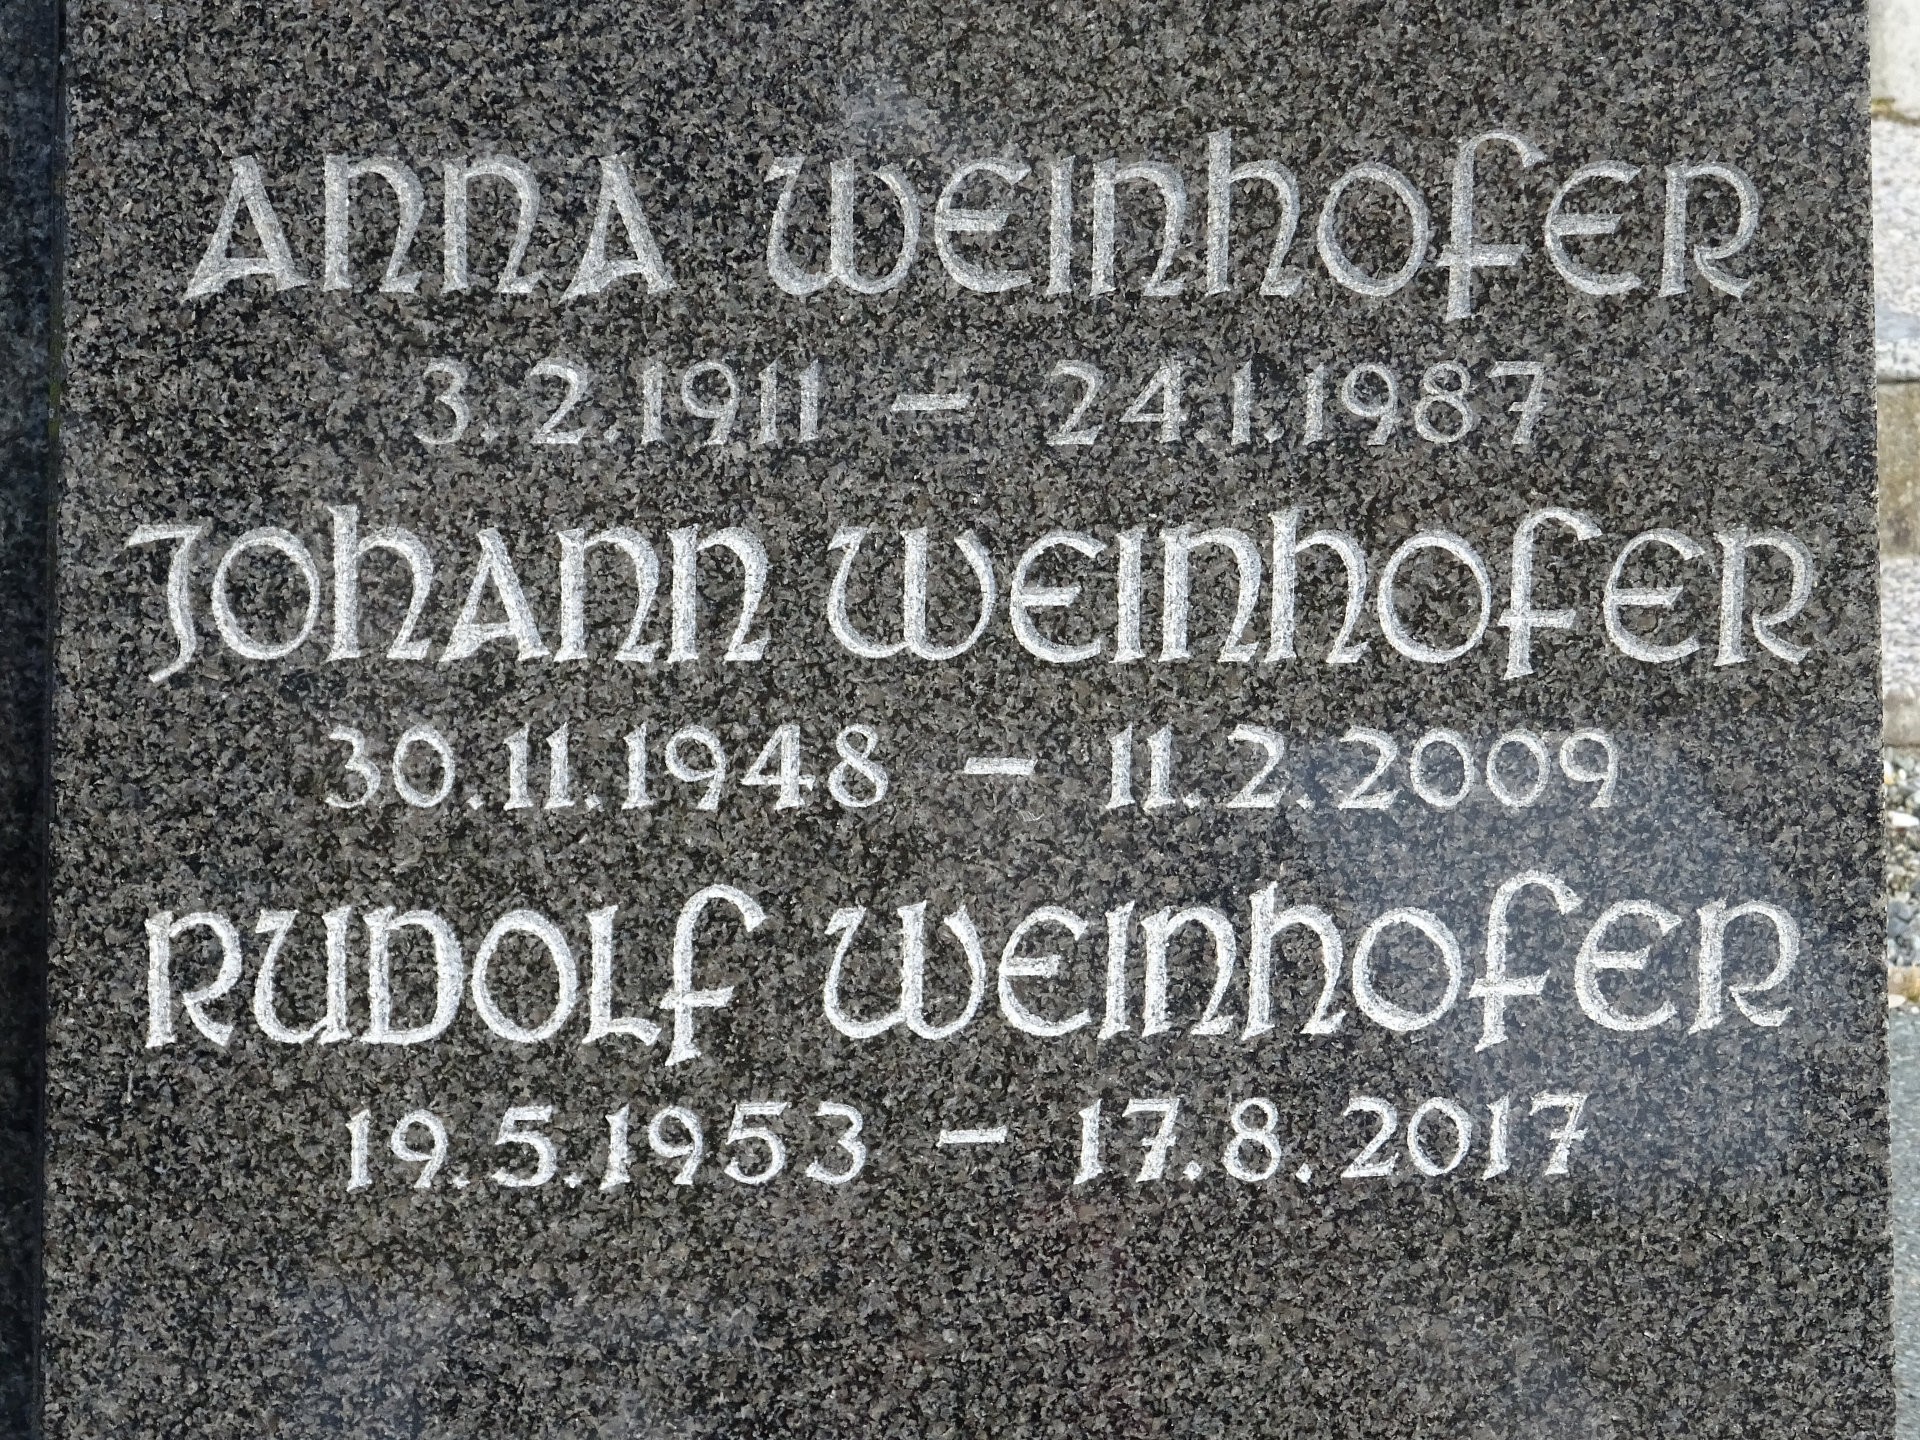 ANNA WEINHOFER
3.2.1911 – 24.1.1987
JOHANN WEINHOFER
30.11.1948 – 11.2.2009
RUDOLF WEINHOFER
19.5.1953 – 17.8.2017